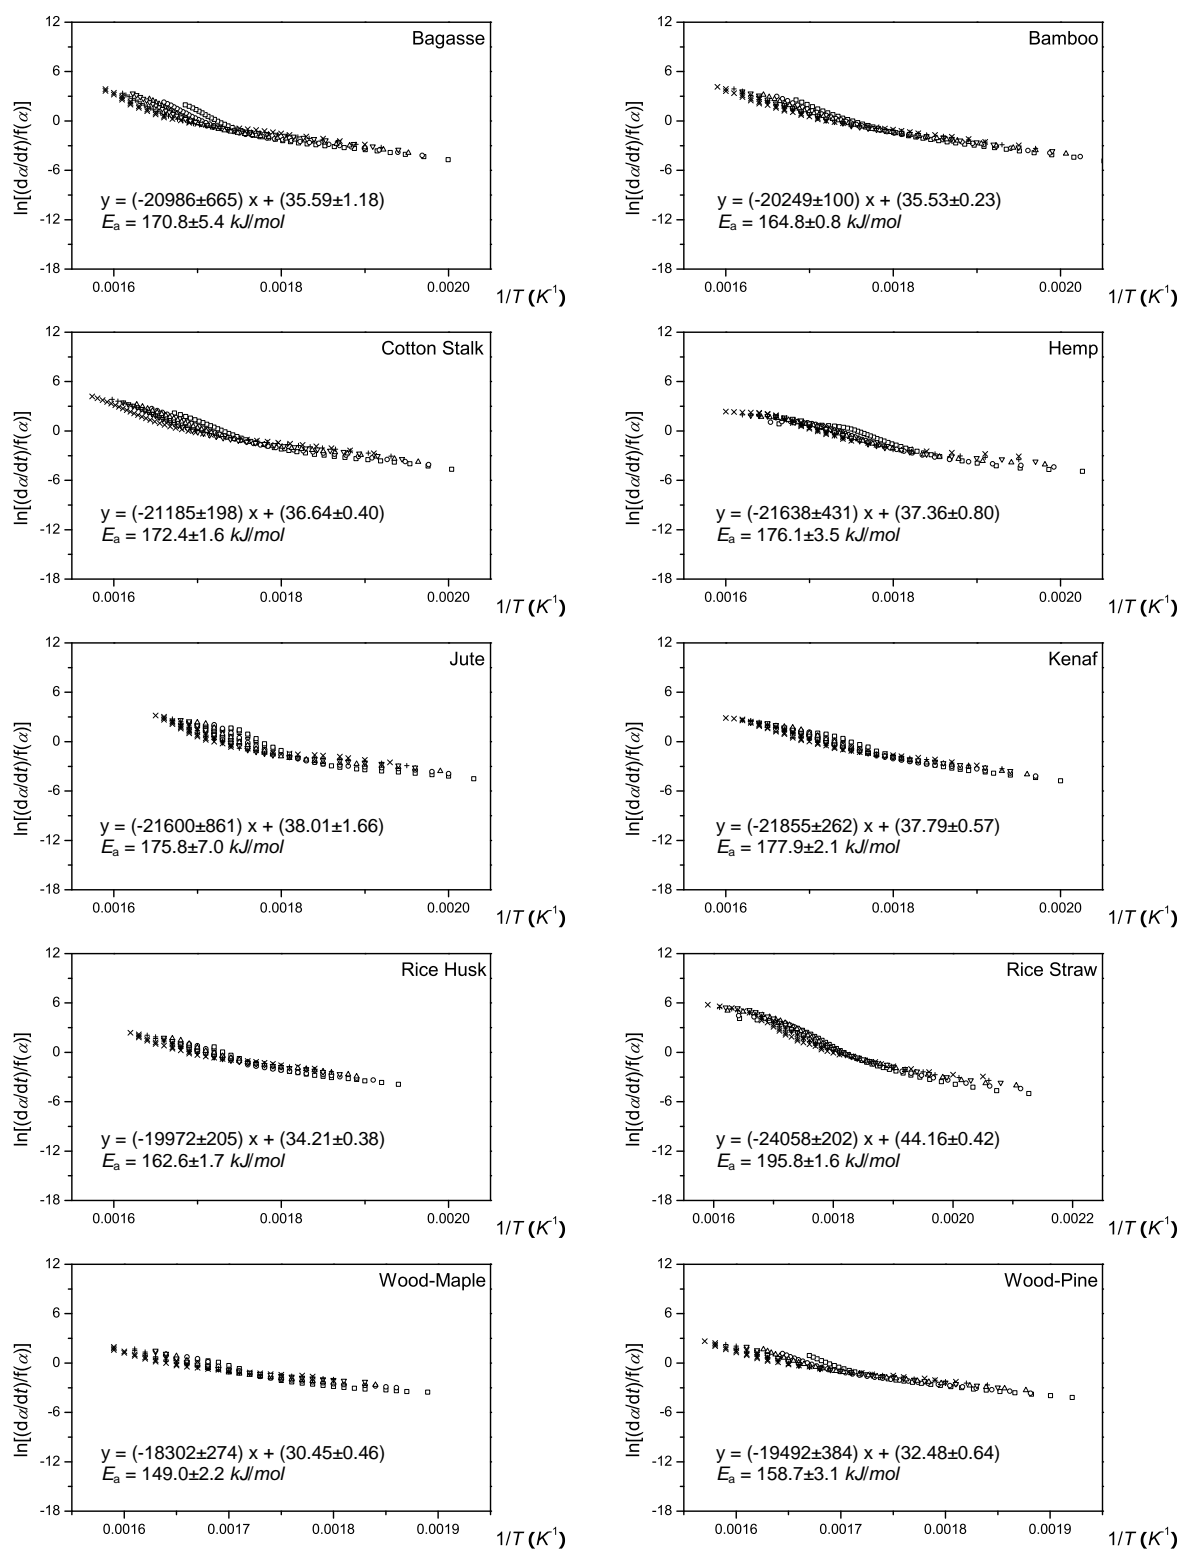 Bagasse
ln[(dα/dt)/f(α)]
12
6
0
-6
-12
-18
y = (-20986±665) x + (35.59±1.18)
Ea = 170.8±5.4 kJ/mol
0.0016 0.0018 0.0020
1/T (K-1)
Bamboo
ln[(dα/dt)/f(α)]
12
6
0
-6
-12
-18
y = (-20249±100) x + (35.53±0.23)
Ea = 164.8±0.8 kJ/mol
0.0016 0.0018 0.0020
1/T (K-1)
Cotton Stalk
ln[(dα/dt)/f(α)]
12
6
0
-6
-12
-18
y = (-21185±198) x + (36.64±0.40)
Ea = 172.4±1.6 kJ/mol
0.0016 0.0018 0.0020
1/T (K-1)
Hemp
ln[(dα/dt)/f(α)]
12
6
0
-6
-12
-18
y = (-21638±431) x + (37.36±0.80)
Ea = 176.1±3.5 kJ/mol
0.0016 0.0018 0.0020
1/T (K-1)
Jute
ln[(dα/dt)/f(α)]
12
6
0
-6
-12
-18
y = (-21600±861) x + (38.01±1.66)
Ea = 175.8±7.0 kJ/mol
0.0016 0.0018 0.0020
1/T (K-1)
Kenaf
ln[(dα/dt)/f(α)]
12
6
0
-6
-12
-18
y = (-21855±262) x + (37.79±0.57)
Ea = 177.9±2.1 kJ/mol
0.0016 0.0018 0.0020
1/T (K-1)
Rice Husk
ln[(dα/dt)/f(α)]
12
6
0
-6
-12
-18
y = (-19972±205) x + (34.21±0.38)
Ea = 162.6±1.7 kJ/mol
0.0016 0.0018 0.0020
1/T (K-1)
Rice Straw
ln[(dα/dt)/f(α)]
12
6
0
-6
-12
-18
y = (-24058±202) x + (44.16±0.42)
Ea = 195.8±1.6 kJ/mol
0.0016 0.0018 0.0020 0.0022
1/T (K-1)
Wood-Maple
ln[(dα/dt)/f(α)]
12
6
0
-6
-12
-18
y = (-18302±274) x + (30.45±0.46)
Ea = 149.0±2.2 kJ/mol
0.0016 0.0017 0.0018 0.0019
1/T (K-1)
Wood-Pine
ln[(dα/dt)/f(α)]
12
6
0
-6
-12
-18
y = (-19492±384) x + (32.48±0.64)
Ea = 158.7±3.1 kJ/mol
0.0016 0.0017 0.0018 0.0019
1/T (K-1)